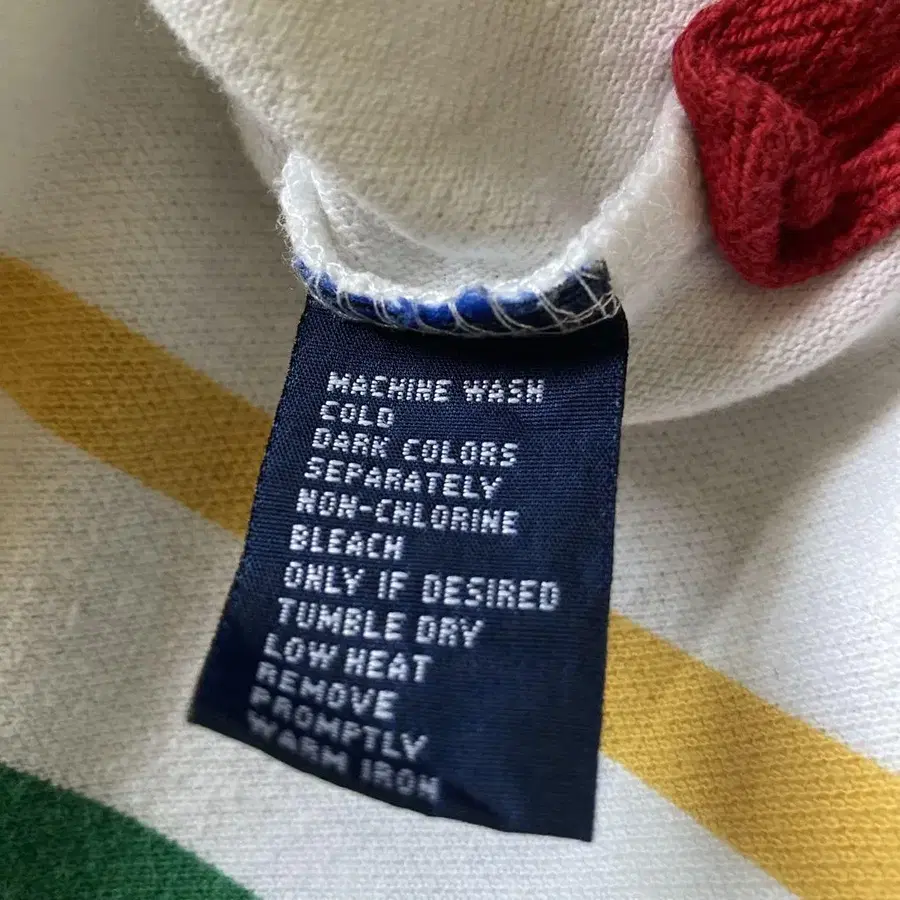 MACHINE WASH
COLD
DARK COLORS
SEPARATELY
NON-CHLORINE
BLEACH
ONLY IF DESIRED
TUMBLE DRY
LOW HEAT
REMOVE
PROMPTLY
WARM IRON